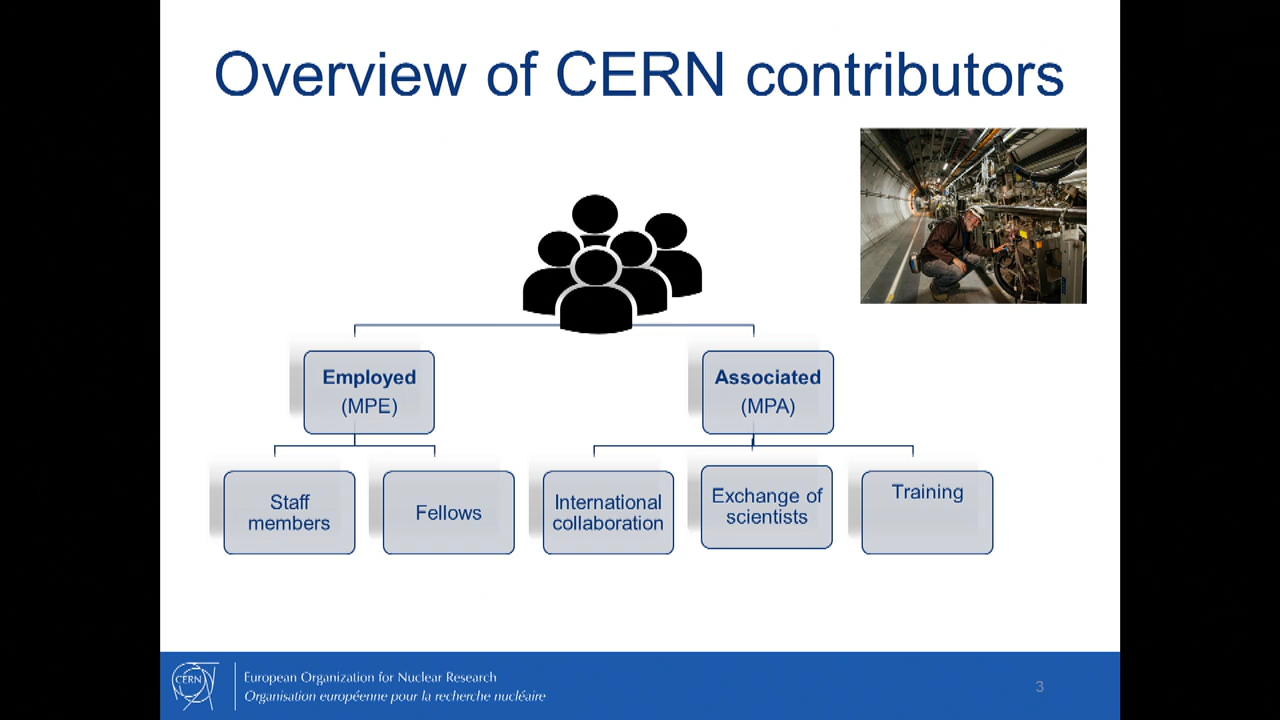 Overview of CERN contributors
Employed
(MPE)
Associated
(MPA)
Staff
members
Fellows
International
collaboration
Exchange of
scientists
Training
CERN
European Organization for Nuclear Research
Organisation européenne pour la recherche nucléaire
3